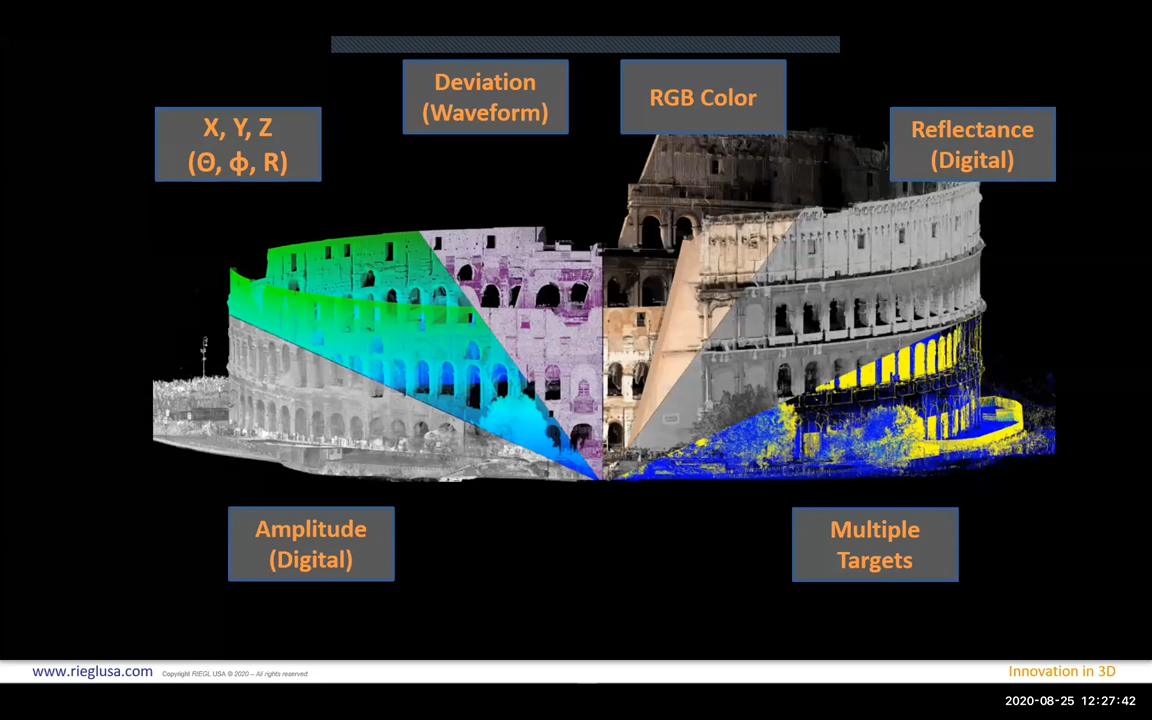 Deviation
(Waveform)
RGB Color
X, Y, Z
(Θ, ϕ, R)
Reflectance
(Digital)
Amplitude
(Digital)
Multiple
Targets
www.rieglusa.com
Copyright RIEGL USA © 2020 – All rights reserved.
Innovation in 3D
2020-08-25 12:27:42